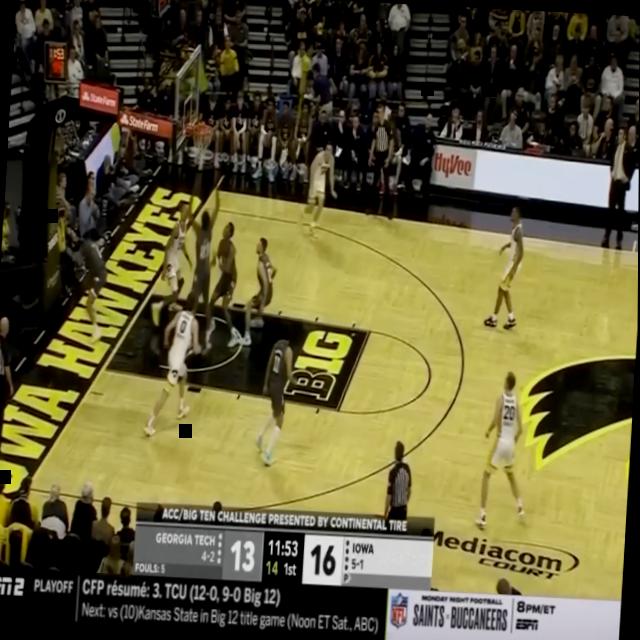 State Farm
State Farm
HyVee
IOWA HAWKEYES
BIG
0
20
Mediacom
COURT
ACC/BIG TEN CHALLENGE PRESENTED BY CONTINENTAL TIRE
GEORGIA TECH
4-2
FOULS: 5
13
11:53
14 1st
16
IOWA
5-1
PLAYOFF
CFP résumé: 3. TCU (12-0, 9-0 Big 12)
Next: vs (10)Kansas State in Big 12 title game (Noon ET Sat., ABC)
NFL
MONDAY NIGHT FOOTBALL
SAINTS BUCCANEERS
8PM/ET
ESPN